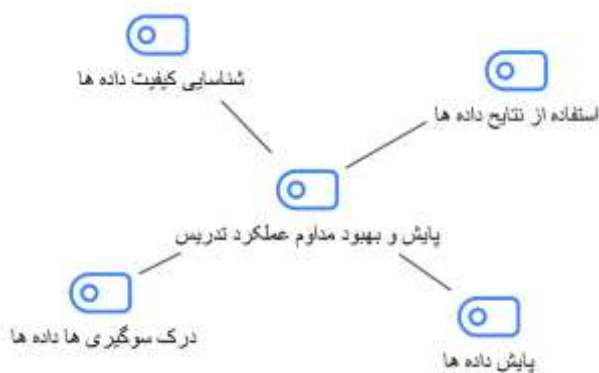 شناسایی کیفیت داده ها
استفاده از نتایج داده ها
پایش و بهبود مداوم عملکرد تدریس
درک سوگیری ها داده ها
پایش داده ها